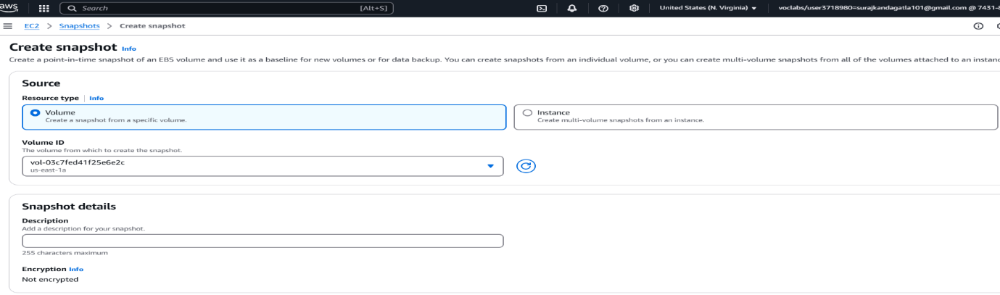 aws
Search [Alt+S]
United States (N. Virginia)
voclabs/user3718980=surajkandagatla101@gmail.com @ 7431-8
EC2 > Snapshots > Create snapshot
Create snapshot Info
Create a point-in-time snapshot of an EBS volume and use it as a baseline for new volumes or for data backup. You can create snapshots from an individual volume, or you can create multi-volume snapshots from all of the volumes attached to an instanc
Source
Resource type | Info
Volume
Create a snapshot from a specific volume.
Instance
Create multi-volume snapshots from an instance.
Volume ID
The volume from which to create the snapshot.
vol-03c7fed41f25e6e2c
us-east-1a
Snapshot details
Description
Add a description for your snapshot.
255 characters maximum
Encryption Info
Not encrypted